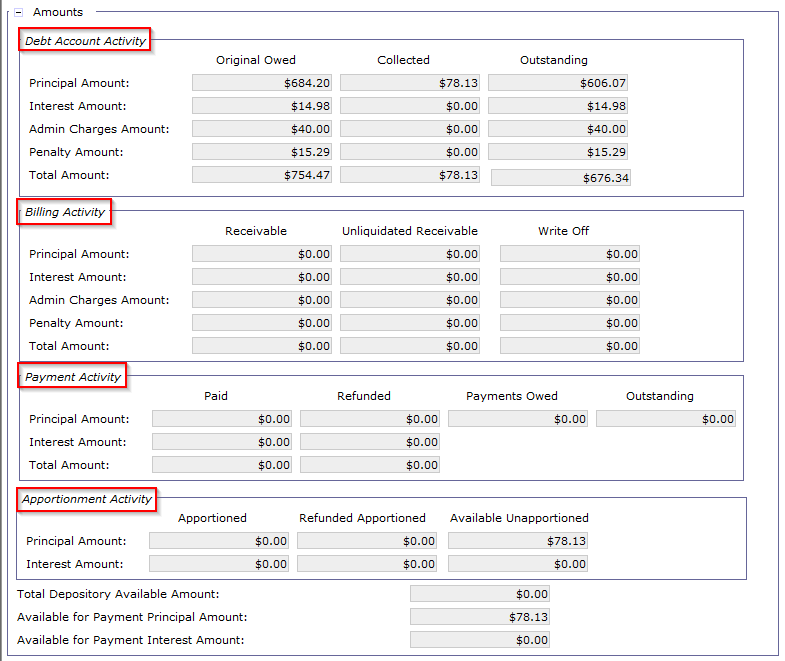 Amounts
Debt Account Activity
Original Owed Collected Outstanding
Principal Amount: $684.20 $78.13 $606.07
Interest Amount: $14.98 $0.00 $14.98
Admin Charges Amount: $40.00 $0.00 $40.00
Penalty Amount: $15.29 $0.00 $15.29
Total Amount: $754.47 $78.13 $676.34
Billing Activity
Receivable Unliquidated Receivable Write Off
Principal Amount: $0.00 $0.00 $0.00
Interest Amount: $0.00 $0.00 $0.00
Admin Charges Amount: $0.00 $0.00 $0.00
Penalty Amount: $0.00 $0.00 $0.00
Total Amount: $0.00 $0.00 $0.00
Payment Activity
Paid Refunded Payments Owed Outstanding
Principal Amount: $0.00 $0.00 $0.00 $0.00
Interest Amount: $0.00 $0.00
Total Amount: $0.00 $0.00
Apportionment Activity
Apportioned Refunded Apportioned Available Unapportioned
Principal Amount: $0.00 $0.00 $78.13
Interest Amount: $0.00 $0.00 $0.00
Total Depository Available Amount: $0.00
Available for Payment Principal Amount: $78.13
Available for Payment Interest Amount: $0.00